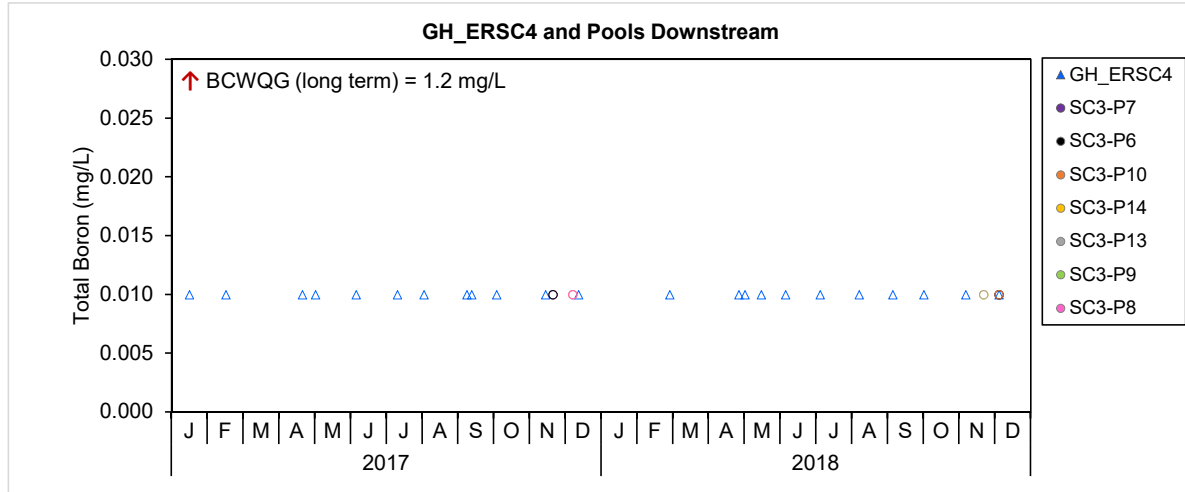 GH_ERSC4 and Pools Downstream
↑ BCWQG (long term) = 1.2 mg/L
Total Boron (mg/L)
0.030
0.025
0.020
0.015
0.010
0.005
0.000
J F M A M J J A S O N D J F M A M J J A S O N D
2017 2018
GH_ERSC4
SC3-P7
SC3-P6
SC3-P10
SC3-P14
SC3-P13
SC3-P9
SC3-P8